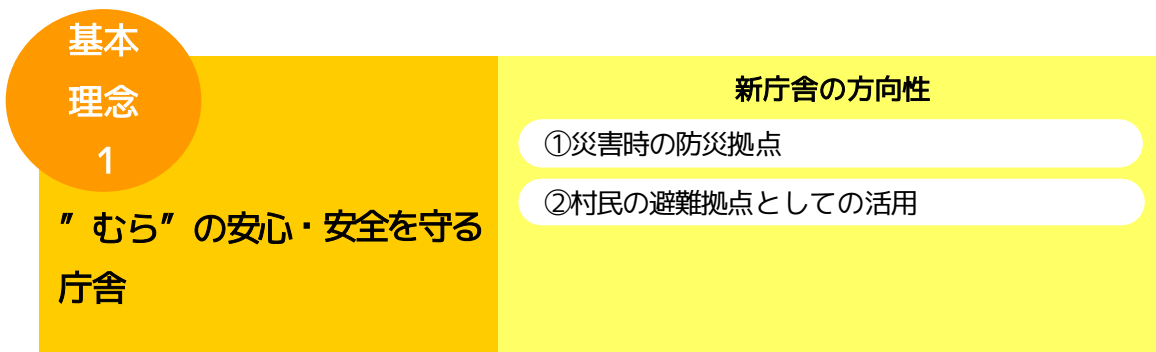 基本
理念
1
”むら”の安心・安全を守る
庁舎
新庁舎の方向性
①災害時の防災拠点
②村民の避難拠点としての活用